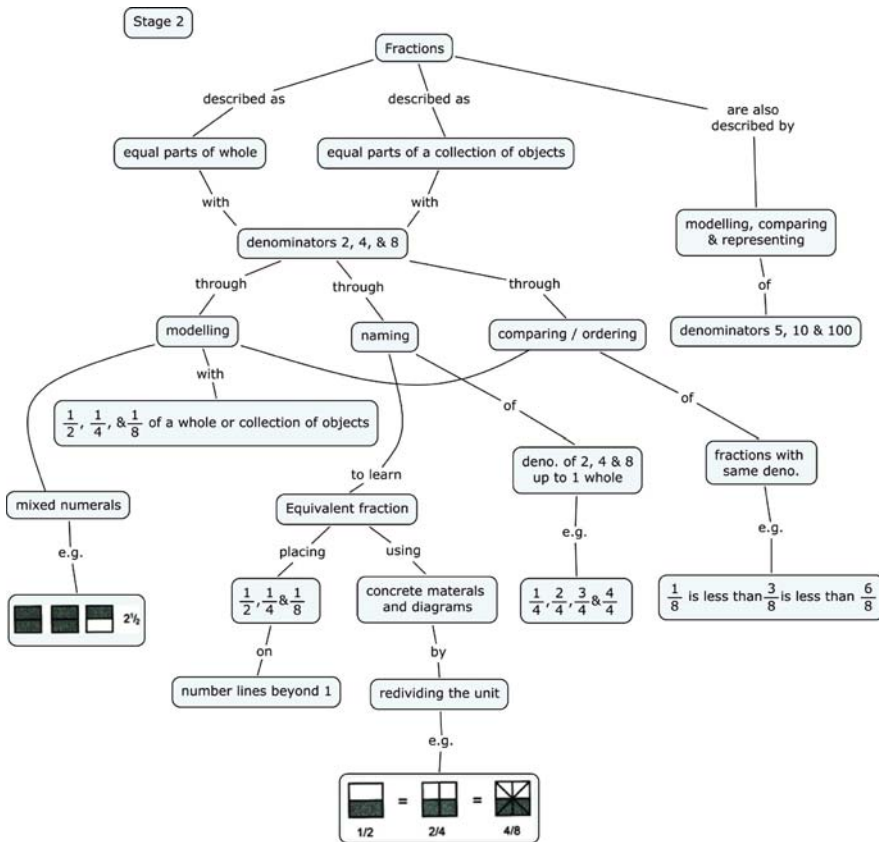 Stage 2
Fractions
described as
described as
are also
described by
equal parts of whole
equal parts of a collection of objects
with
with
modelling, comparing
& representing
denominators 2, 4, & 8
of
through
through
through
denominators 5, 10 & 100
modelling
naming
comparing / ordering
with
1/2, 1/4, &1/8 of a whole or collection of objects
of
of
deno. of 2, 4 & 8
up to 1 whole
fractions with
same deno.
to learn
mixed numerals
Equivalent fraction
e.g.
placing
using
e.g.
e.g.
2½
1/2, 1/4 & 1/8
concrete materals
and diagrams
1/4, 2/4, 3/4 & 4/4
1/8 is less than 3/8 is less than 6/8
on
by
number lines beyond 1
redividing the unit
e.g.
= =
1/2 2/4 4/8